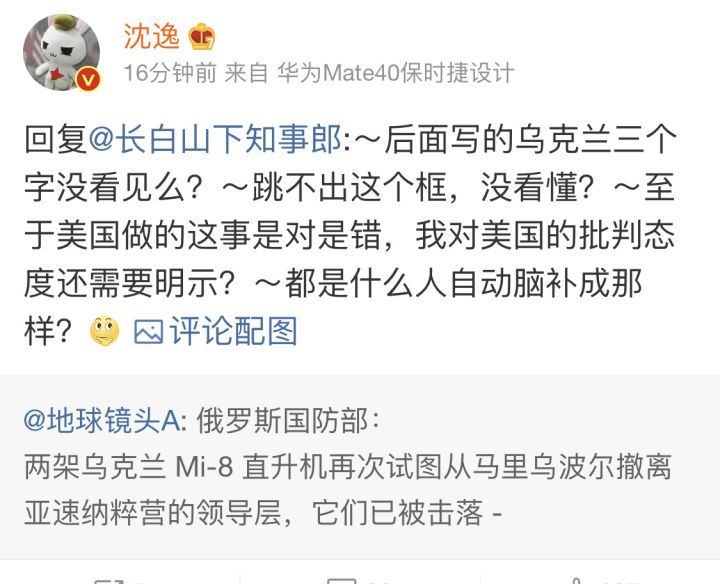 沈逸
16分钟前 来自 华为Mate40保时捷设计
回复@长白山下知事郎:～后面写的乌克兰三个
字没看见么？～跳不出这个框，没看懂？～至
于美国做的这事是对是错，我对美国的批判态
度还需要明示？～都是什么人自动脑补成那
样？ 评论配图
@地球镜头A: 俄罗斯国防部：
两架乌克兰 Mi-8 直升机再次试图从马里乌波尔撤离
亚速纳粹营的领导层，它们已被击落 -